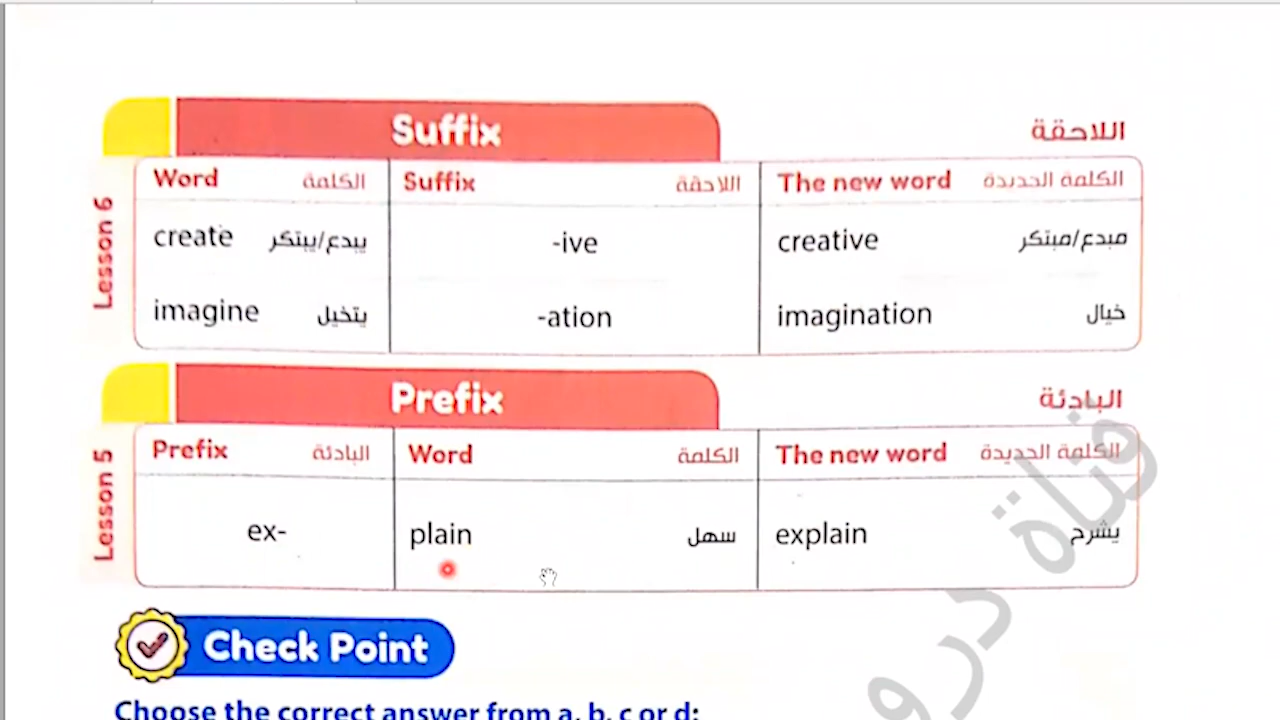 Suffix اللاحقة
Word الكلمة Suffix اللاحقة The new word الكلمة الجديدة
Lesson 6
create يبدع/يبتكر -ive creative مبدع/مبتكر
imagine يتخيل -ation imagination خيال
Prefix البادئة
Prefix البادئة Word الكلمة The new word الكلمة الجديدة
Lesson 5
ex- plain سهل explain يشرح
Check Point
Choose the correct answer from a, b, c or d:
قناة